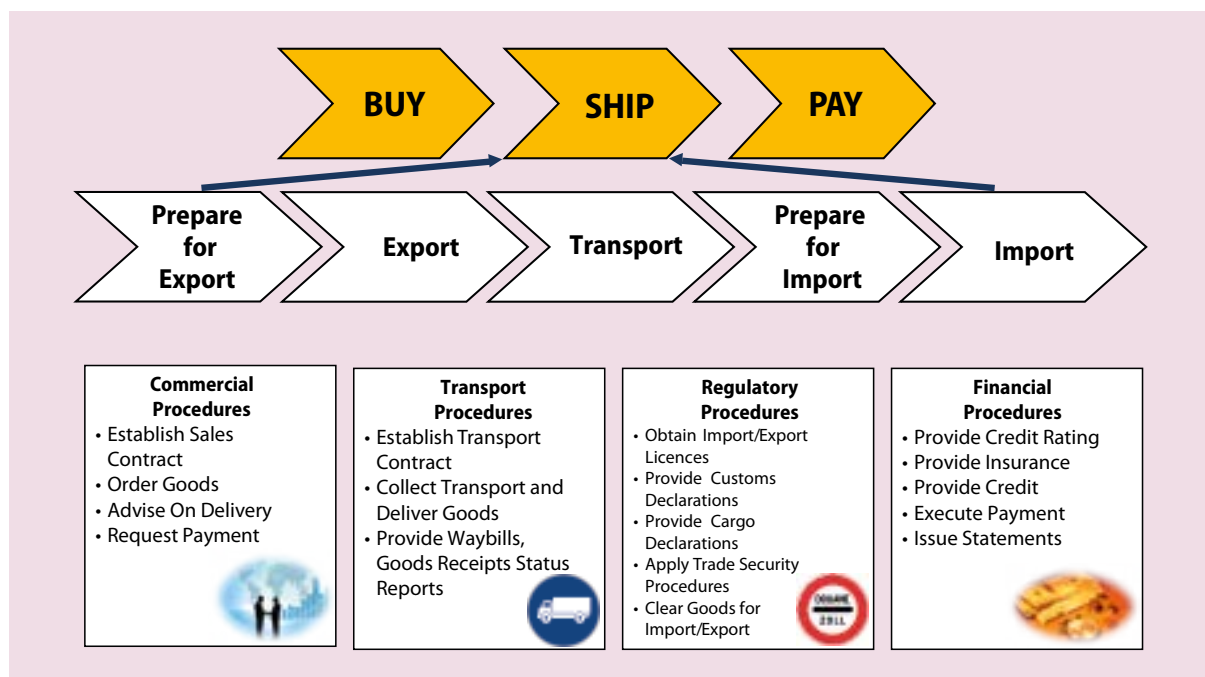 BUY
SHIP
PAY
Prepare
for
Export
Export
Transport
Prepare
for
Import
Import
Commercial
Procedures
• Establish Sales
Contract
• Order Goods
• Advise On Delivery
• Request Payment
Transport
Procedures
• Establish Transport
Contract
• Collect Transport and
Deliver Goods
• Provide Waybills,
Goods Receipts Status
Reports
Regulatory
Procedures
• Obtain Import/Export
Licences
• Provide Customs
Declarations
• Provide Cargo
Declarations
• Apply Trade Security
Procedures
• Clear Goods for
Import/Export
DOUANE
ZOLL
Financial
Procedures
• Provide Credit Rating
• Provide Insurance
• Provide Credit
• Execute Payment
• Issue Statements